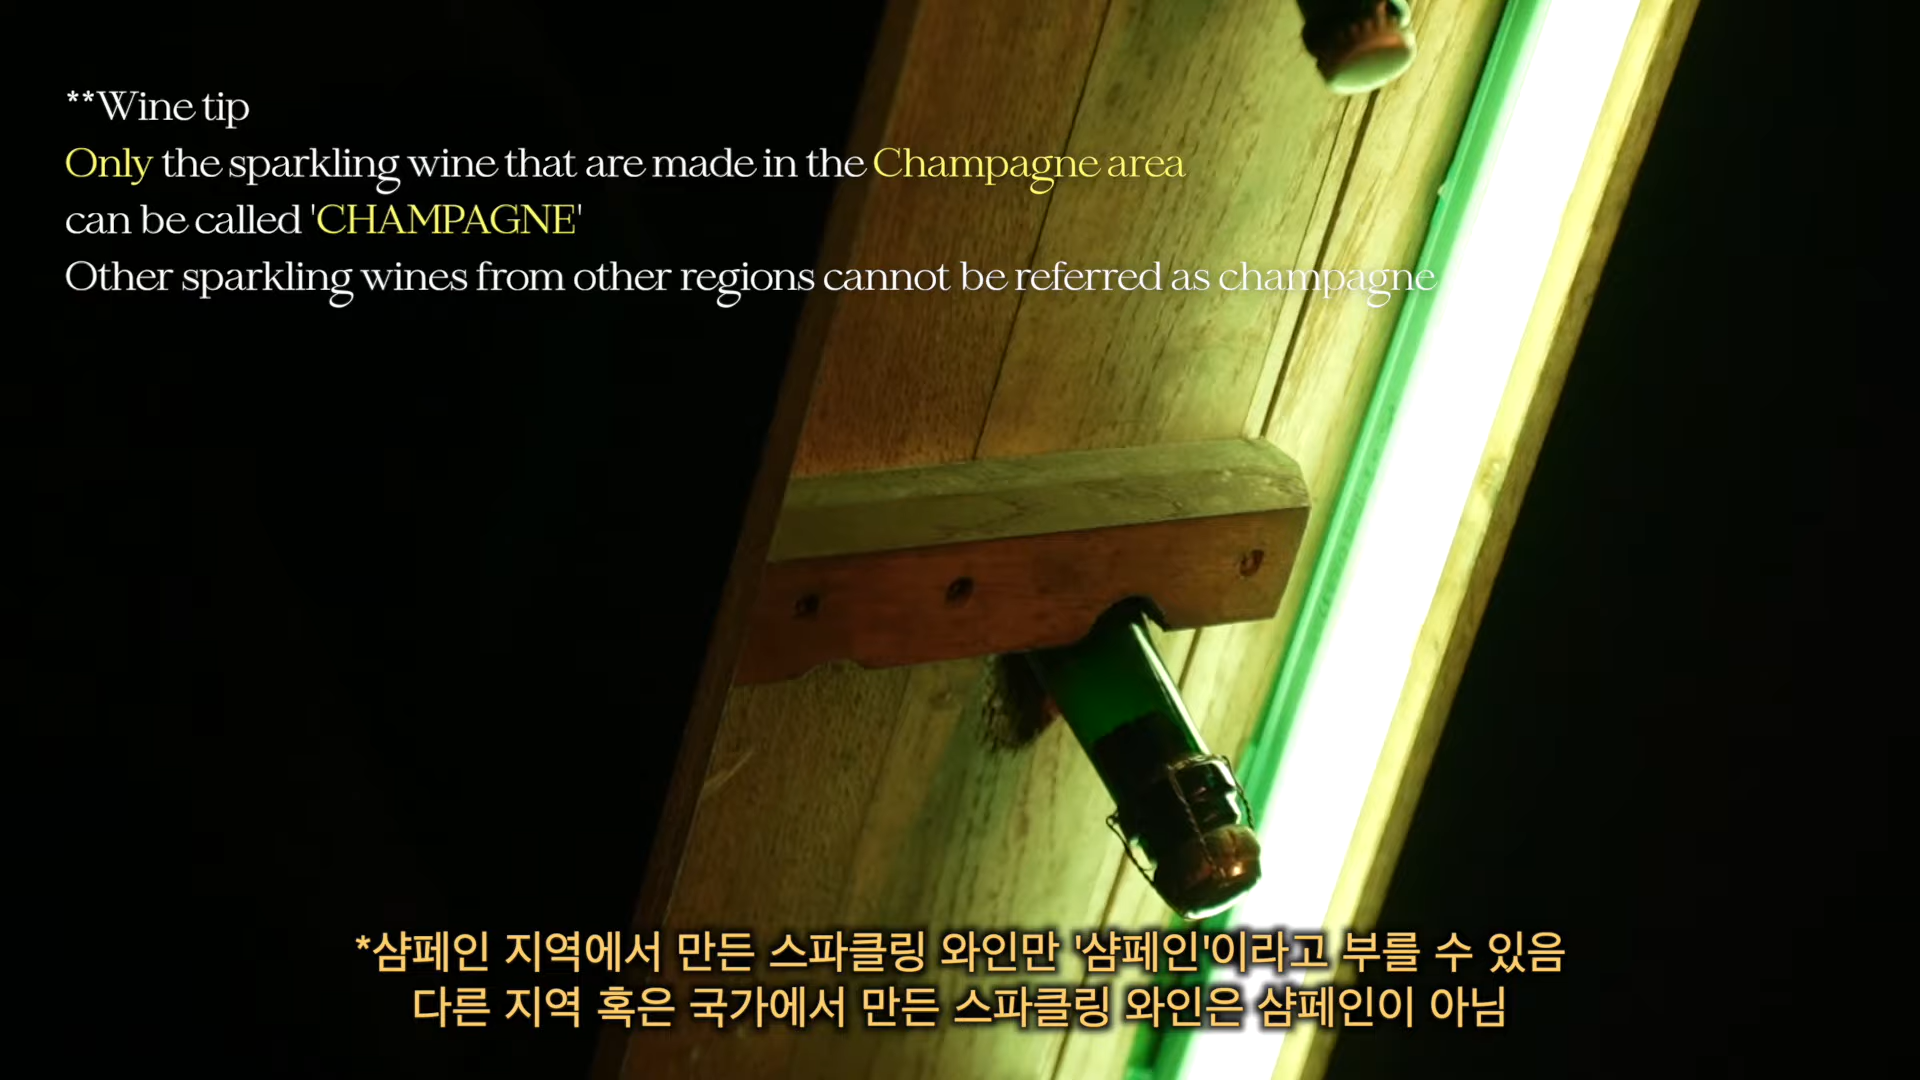 **Wine tip
Only the sparkling wine that are made in the Champagne area
can be called 'CHAMPAGNE'
Other sparkling wines from other regions cannot be referred as champagne
*샴페인 지역에서 만든 스파클링 와인만 '샴페인'이라고 부를 수 있음
다른 지역 혹은 국가에서 만든 스파클링 와인은 샴페인이 아님